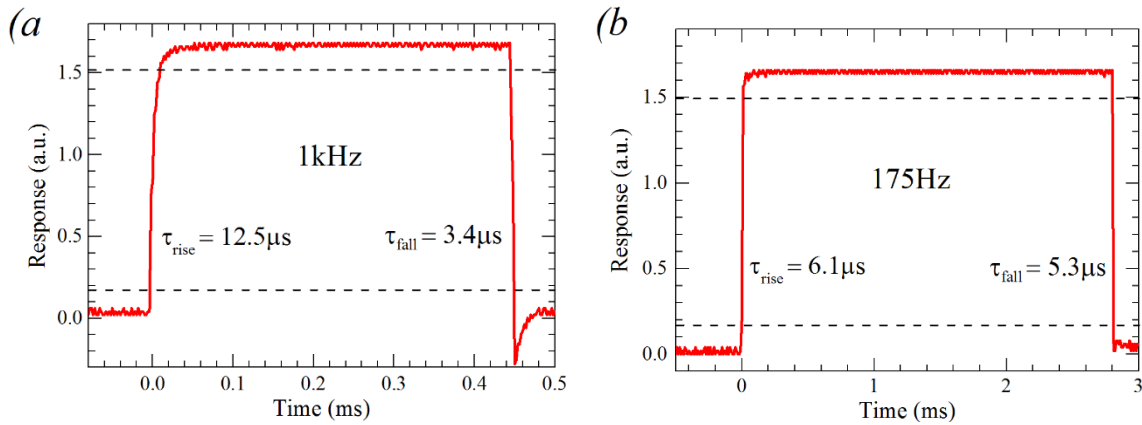 (a
1.5
1.0
0.5
0.0
Response (a.u.)
1kHz
τrise = 12.5μs
τfall = 3.4μs
0.0 0.1 0.2 0.3 0.4 0.5
Time (ms)
(b
1.5
1.0
0.5
0.0
Response (a.u.)
175Hz
τrise = 6.1μs
τfall = 5.3μs
0 1 2 3
Time (ms)